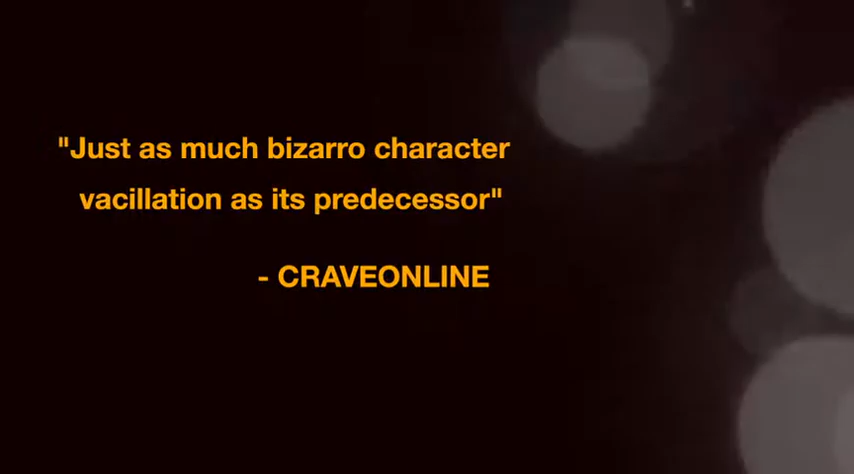 "Just as much bizarro character
vacillation as its predecessor"
- CRAVEONLINE